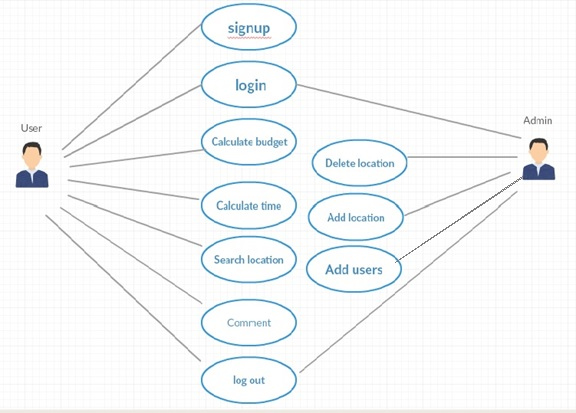 signup
login
Admin
User
Calculate budget
Delete location
Calculate time
Add location
Search location
Add users
Comment
log out